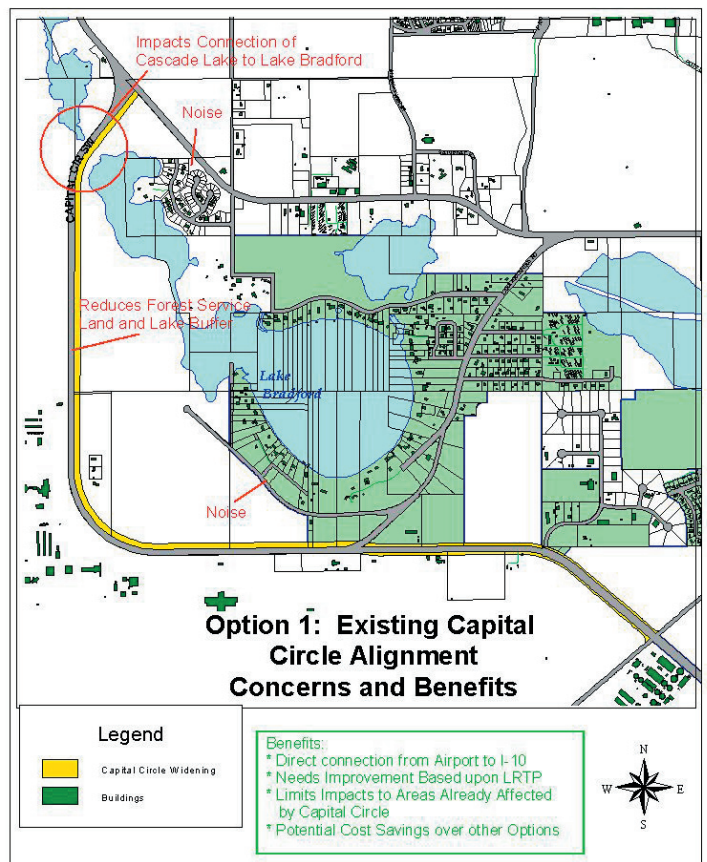 Impacts Connection of
Cascade Lake to Lake Bradford
Noise
CAPITAL CIR SW
Reduces Forest Service
Land and Lake Buffer
Lake
Bradford
Noise
Option 1: Existing Capital
Circle Alignment
Concerns and Benefits
Legend
Capital Circle Widening
Buildings
Benefits:
* Direct connection from Airport to I-10
* Needs Improvement Based upon LRTP
* Limits Impacts to Areas Already Affected
by Capital Circle
* Potential Cost Savings over other Options
N
W
E
S